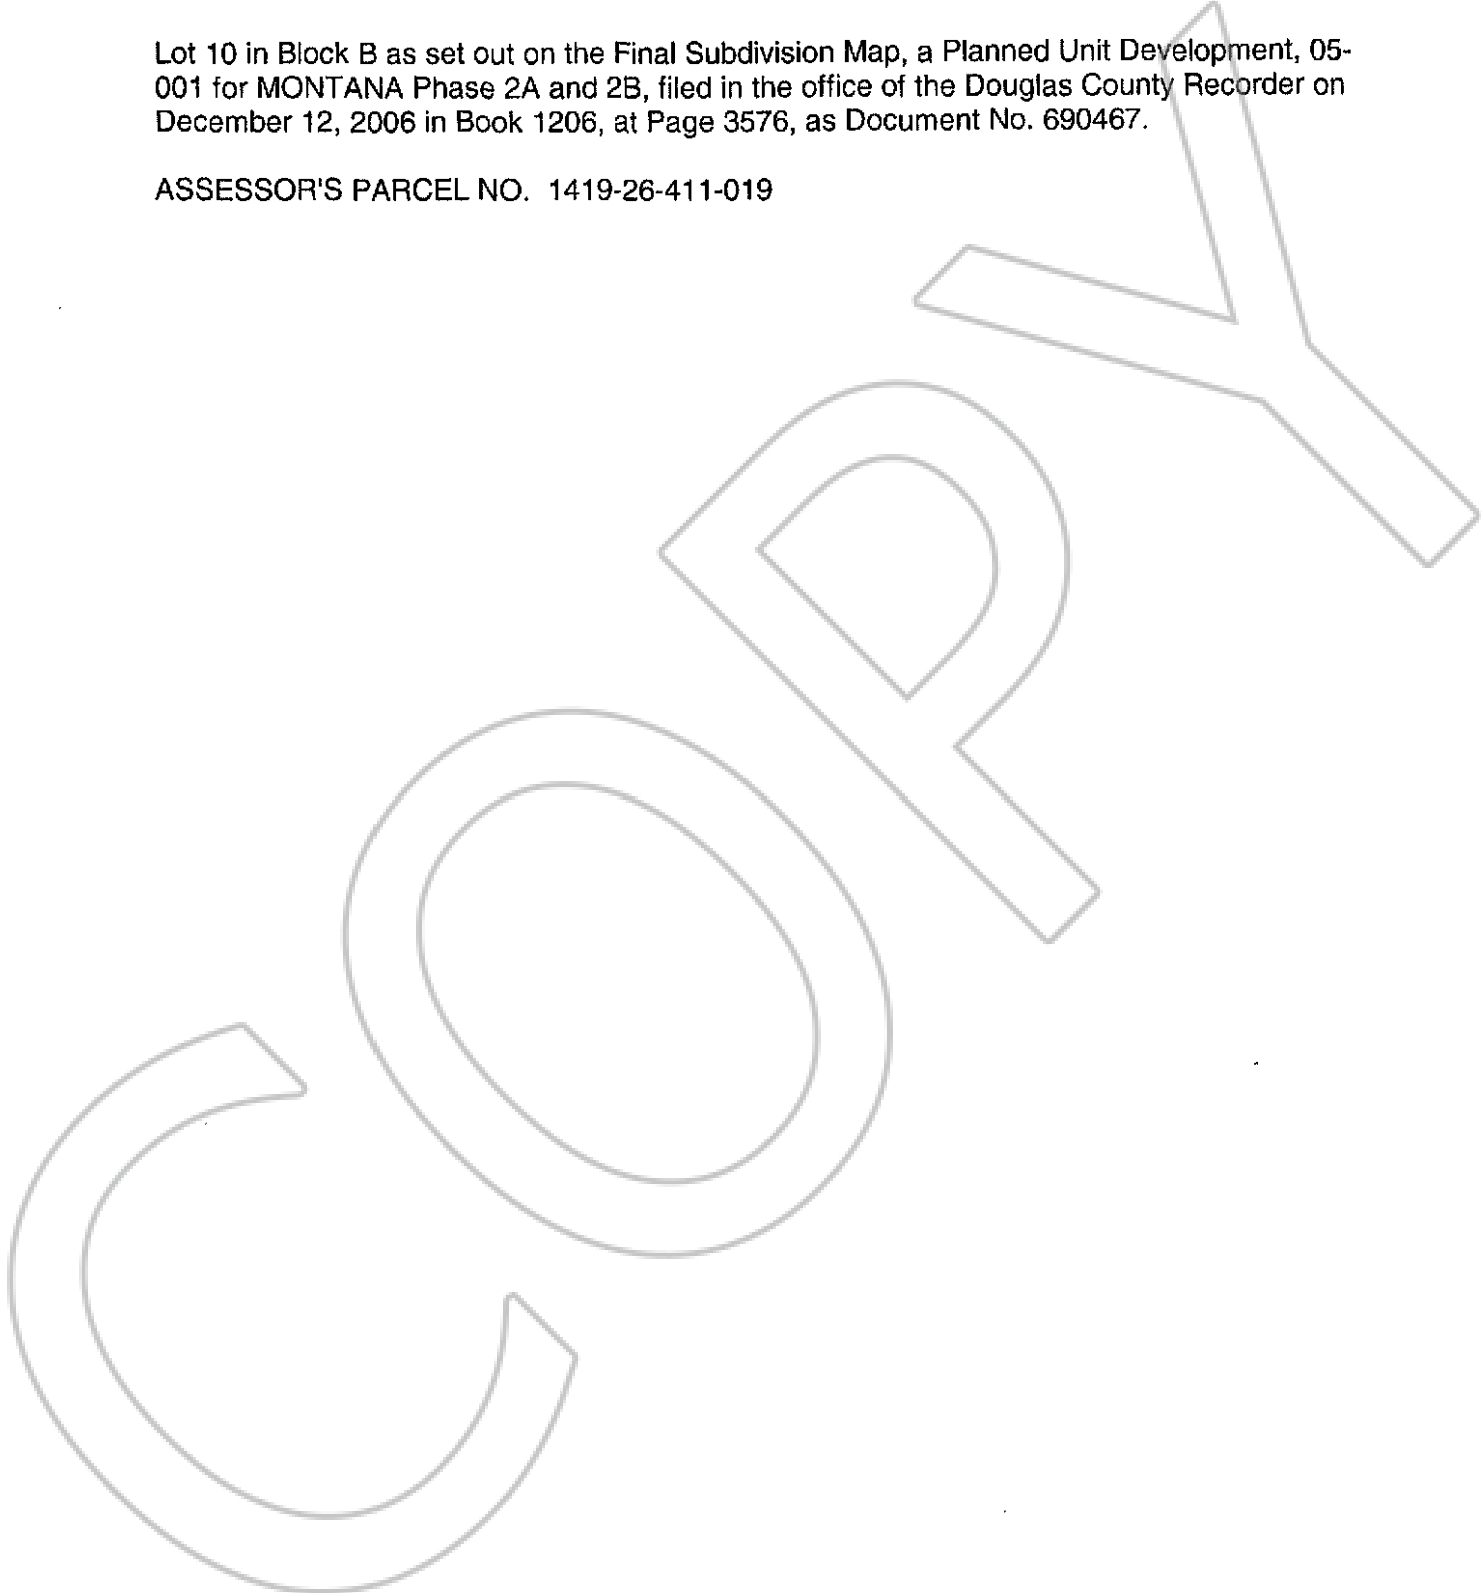 Lot 10 in Block B as set out on the Final Subdivision Map, a Planned Unit Development, 05-
001 for MONTANA Phase 2A and 2B, filed in the office of the Douglas County Recorder on
December 12, 2006 in Book 1206, at Page 3576, as Document No. 690467.
ASSESSOR'S PARCEL NO. 1419-26-411-019
COPY